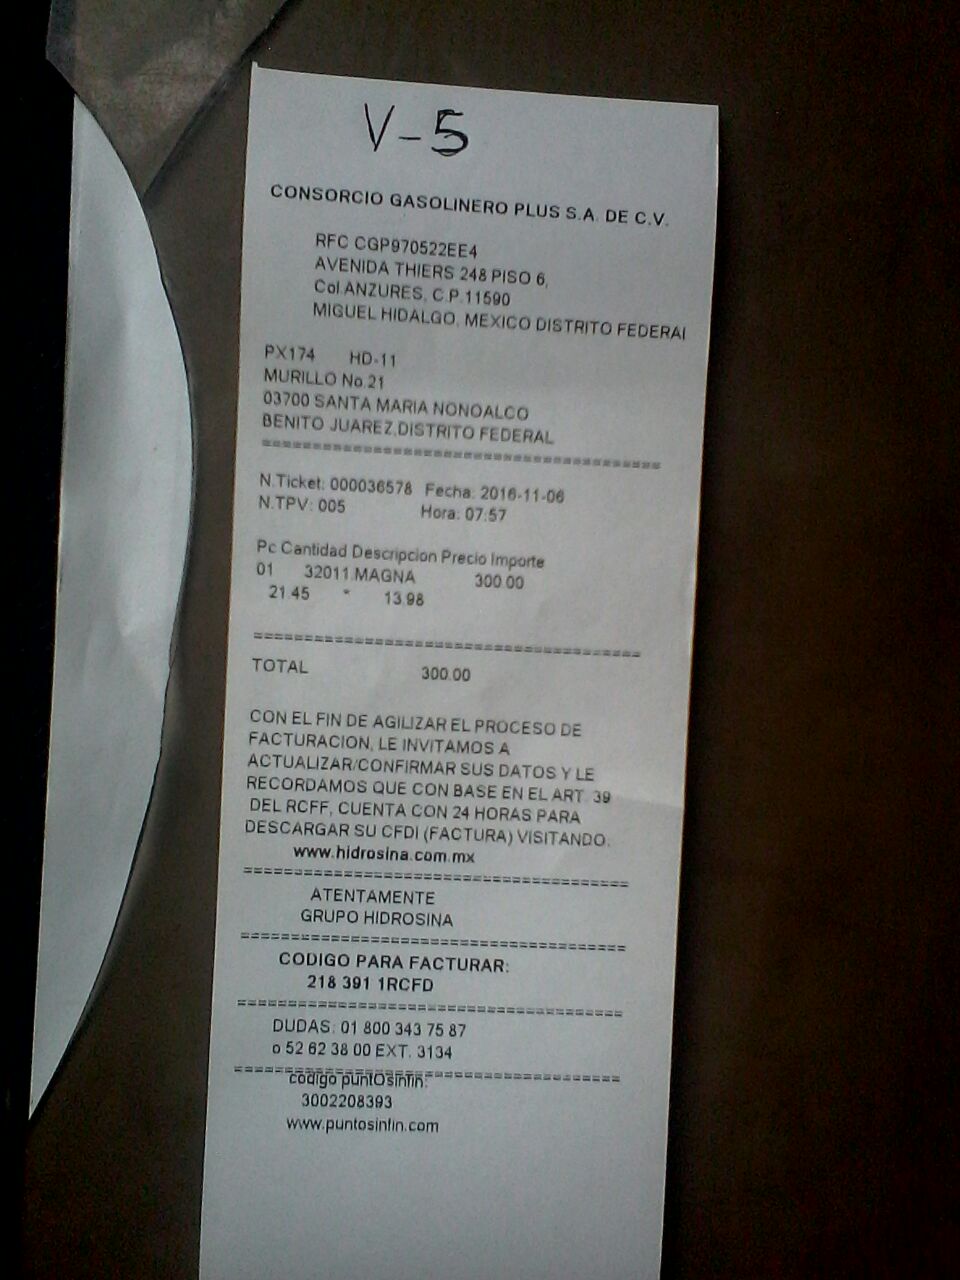 V-5
CONSORCIO GASOLINERO PLUS S.A. DE C.V.
RFC CGP970522EE4
AVENIDA THIERS 248 PISO 6,
Col.ANZURES, C.P.11590
MIGUEL HIDALGO, MEXICO DISTRITO FEDERAl
PX174 HD-11
MURILLO No.21
03700 SANTA MARIA NONOALCO
BENITO JUAREZ,DISTRITO FEDERAL
=======================================
N.Ticket: 000036578 Fecha: 2016-11-06
N.TPV: 005 Hora: 07:57
Pc Cantidad Descripcion Precio Importe
01 32011.MAGNA 300.00
21.45 * 13.98
=======================================
TOTAL 300.00
CON EL FIN DE AGILIZAR EL PROCESO DE
FACTURACION, LE INVITAMOS A
ACTUALIZAR/CONFIRMAR SUS DATOS Y LE
RECORDAMOS QUE CON BASE EN EL ART. 39
DEL RCFF, CUENTA CON 24 HORAS PARA
DESCARGAR SU CFDI (FACTURA) VISITANDO:
www.hidrosina.com.mx
=======================================
ATENTAMENTE
GRUPO HIDROSINA
=======================================
CODIGO PARA FACTURAR:
218 391 1RCFD
=======================================
DUDAS: 01 800 343 75 87
o 52 62 38 00 EXT. 3134
=======================================
codigo puntOsinfin:
3002208393
www.puntosinfin.com